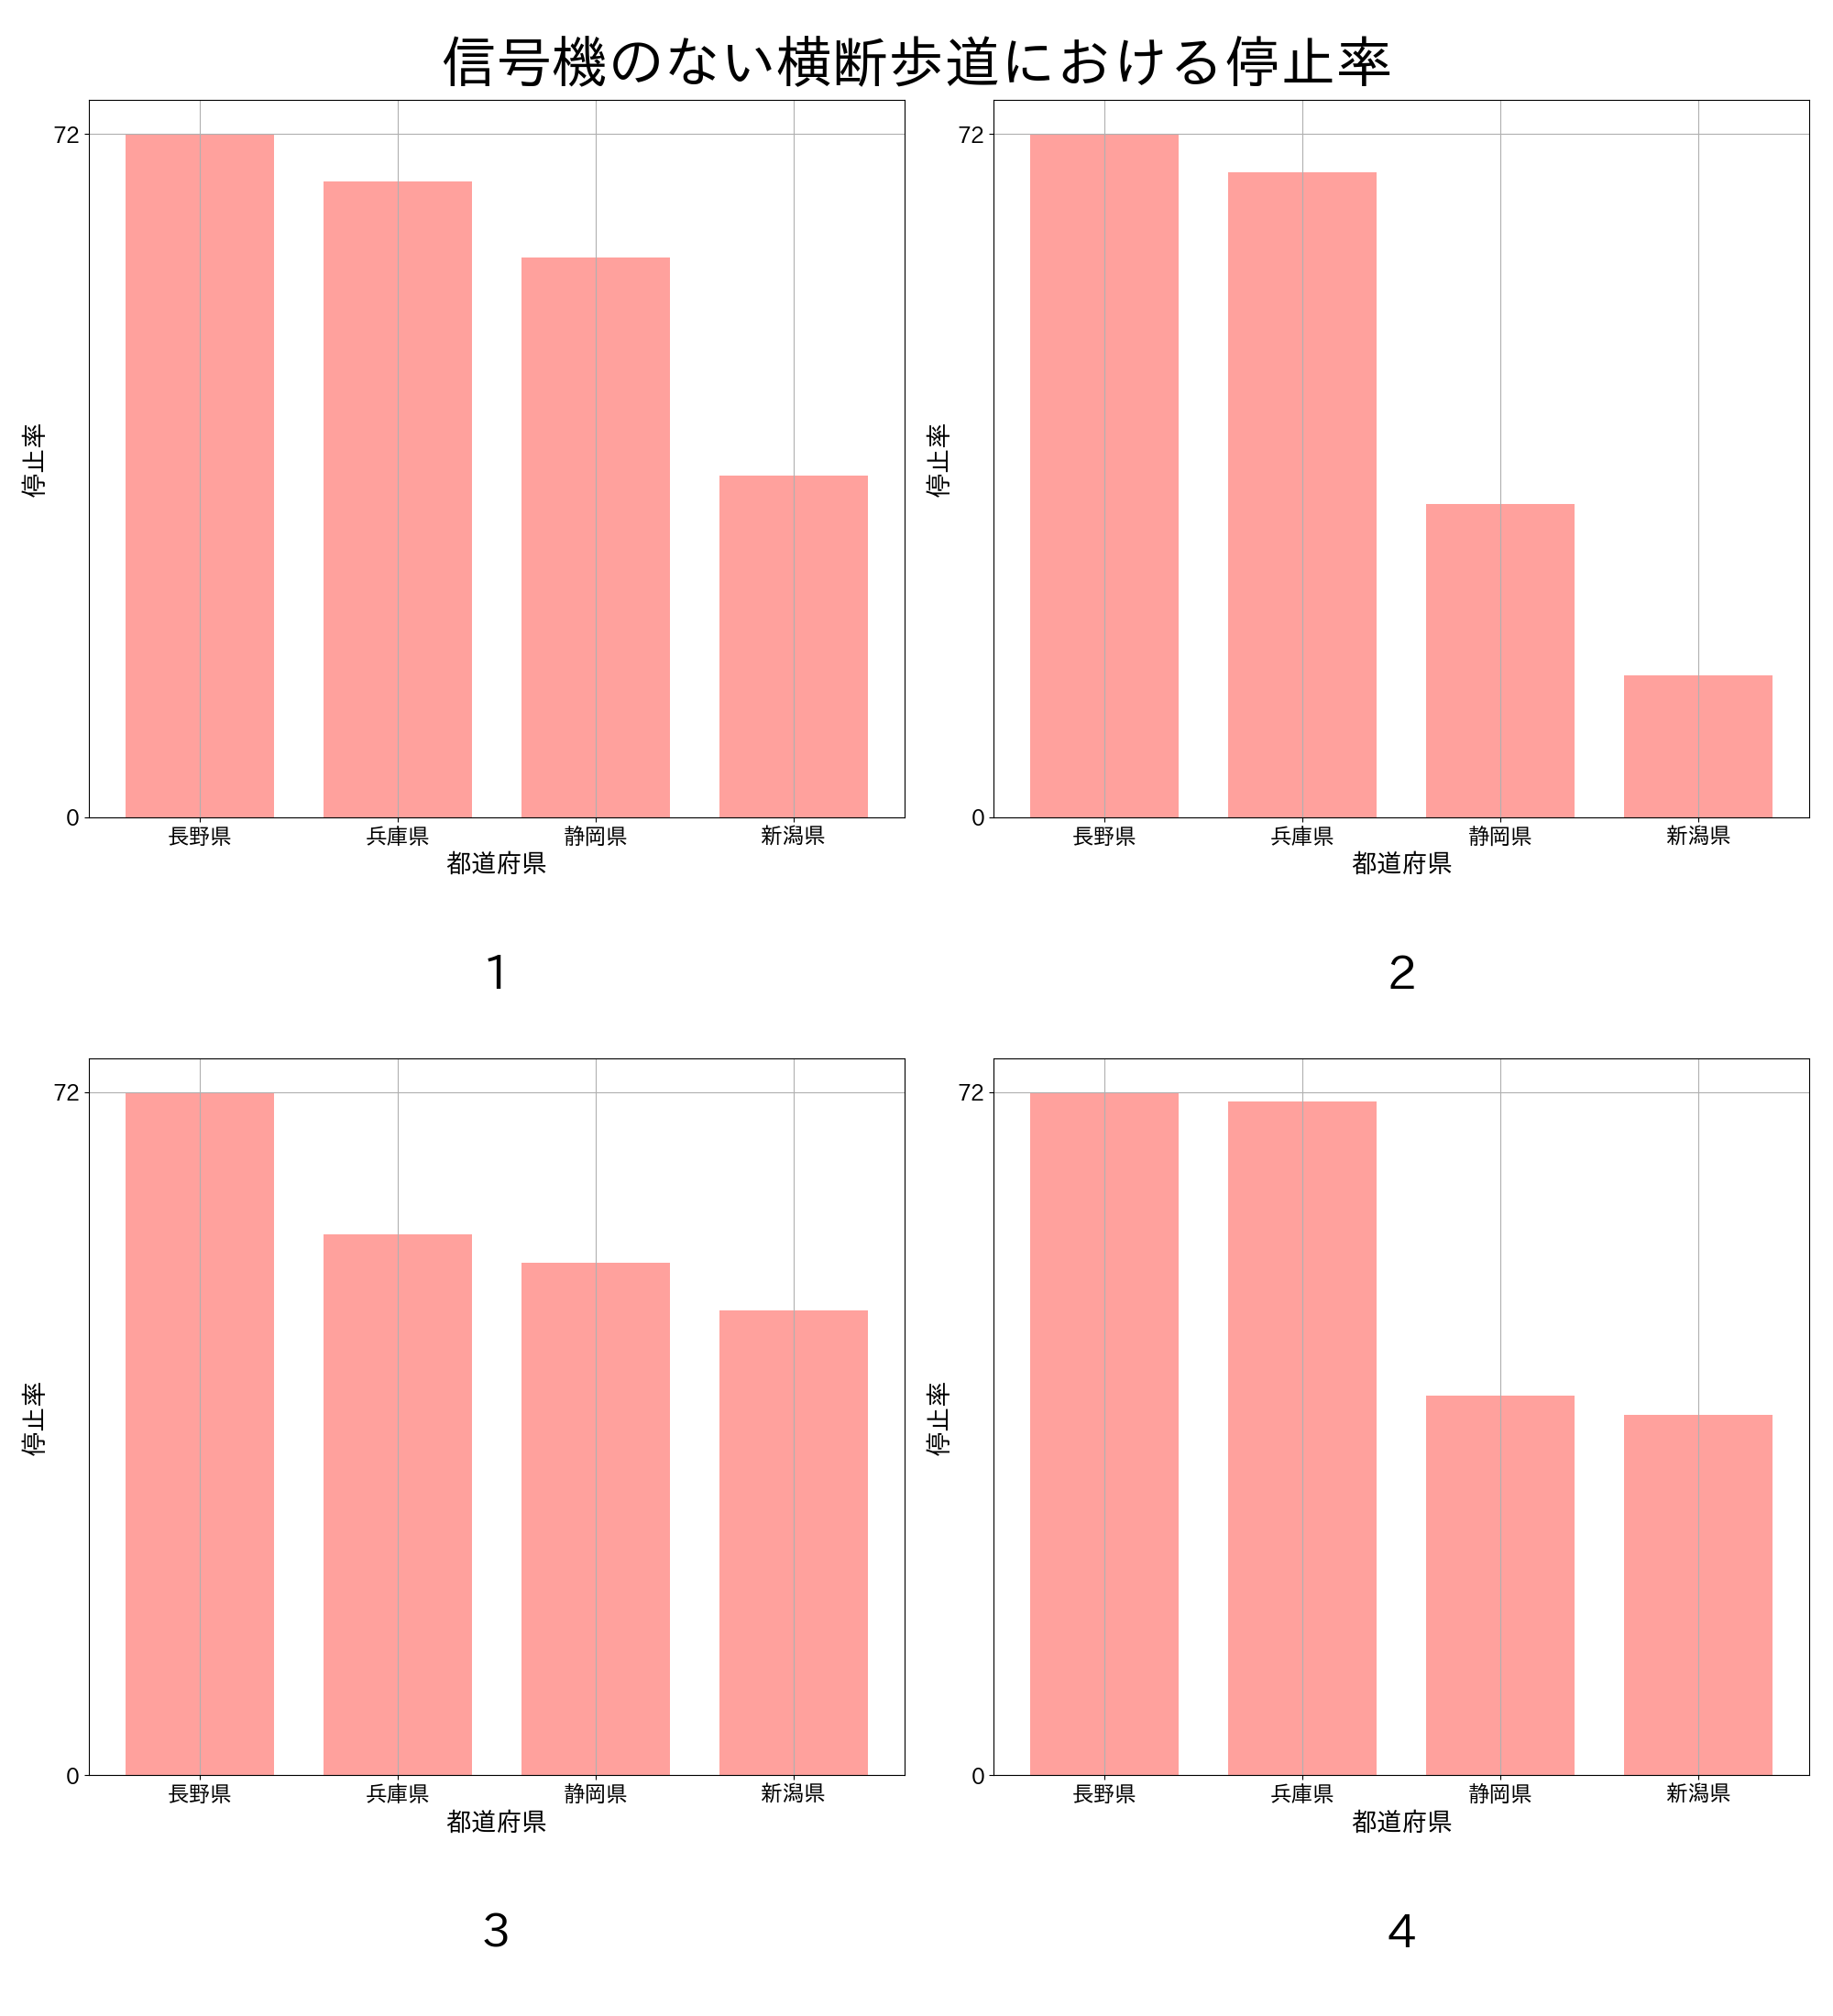 信号機のない横断歩道における停止率
72
停止率
0
長野県 兵庫県 静岡県 新潟県
都道府県
1
72
停止率
0
長野県 兵庫県 静岡県 新潟県
都道府県
2
72
停止率
0
長野県 兵庫県 静岡県 新潟県
都道府県
3
72
停止率
0
長野県 兵庫県 静岡県 新潟県
都道府県
4